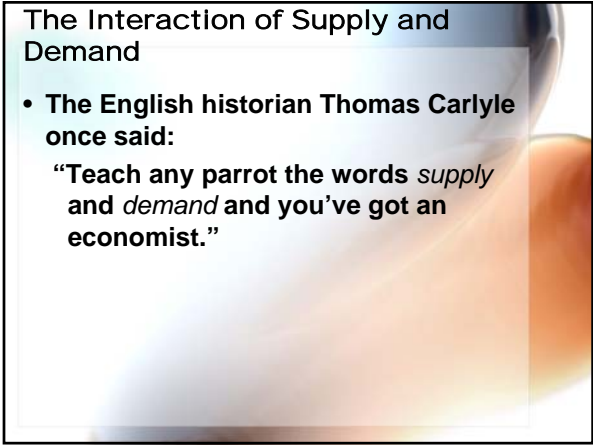 The Interaction of Supply and
Demand
• The English historian Thomas Carlyle
once said:
“Teach any parrot the words supply
and demand and you’ve got an
economist.”